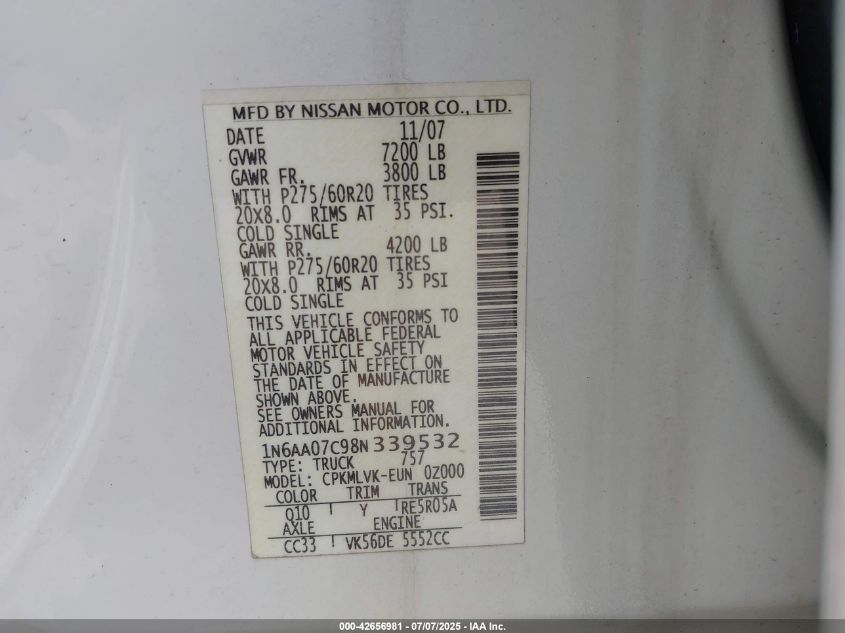 MFD BY NISSAN MOTOR CO., LTD.
DATE 11/07
GVWR 7200 LB
GAWR FR. 3800 LB
WITH P275/60R20 TIRES
20X8.0 RIMS AT 35 PSI.
COLD SINGLE
GAWR RR. 4200 LB
WITH P275/60R20 TIRES
20X8.0 RIMS AT 35 PSI
COLD SINGLE
THIS VEHICLE CONFORMS TO
ALL APPLICABLE FEDERAL
MOTOR VEHICLE SAFETY
STANDARDS IN EFFECT ON
THE DATE OF MANUFACTURE
SHOWN ABOVE.
SEE OWNERS MANUAL FOR
ADDITIONAL INFORMATION.
1N6AA07C98N339532
TYPE: TRUCK 757
MODEL: CPKMLVK-EUN 0Z000
COLOR TRIM TRANS
Q10 Y RE5R05A
AXLE ENGINE
CC33 VK56DE 5552CC
000-42656981 - 07/07/2025 - IAA Inc.